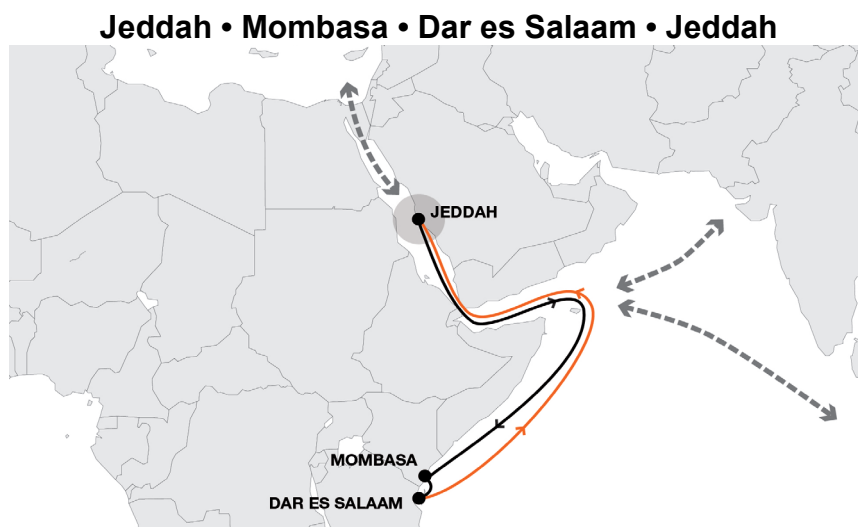 Jeddah • Mombasa • Dar es Salaam • Jeddah
JEDDAH
MOMBASA
DAR ES SALAAM